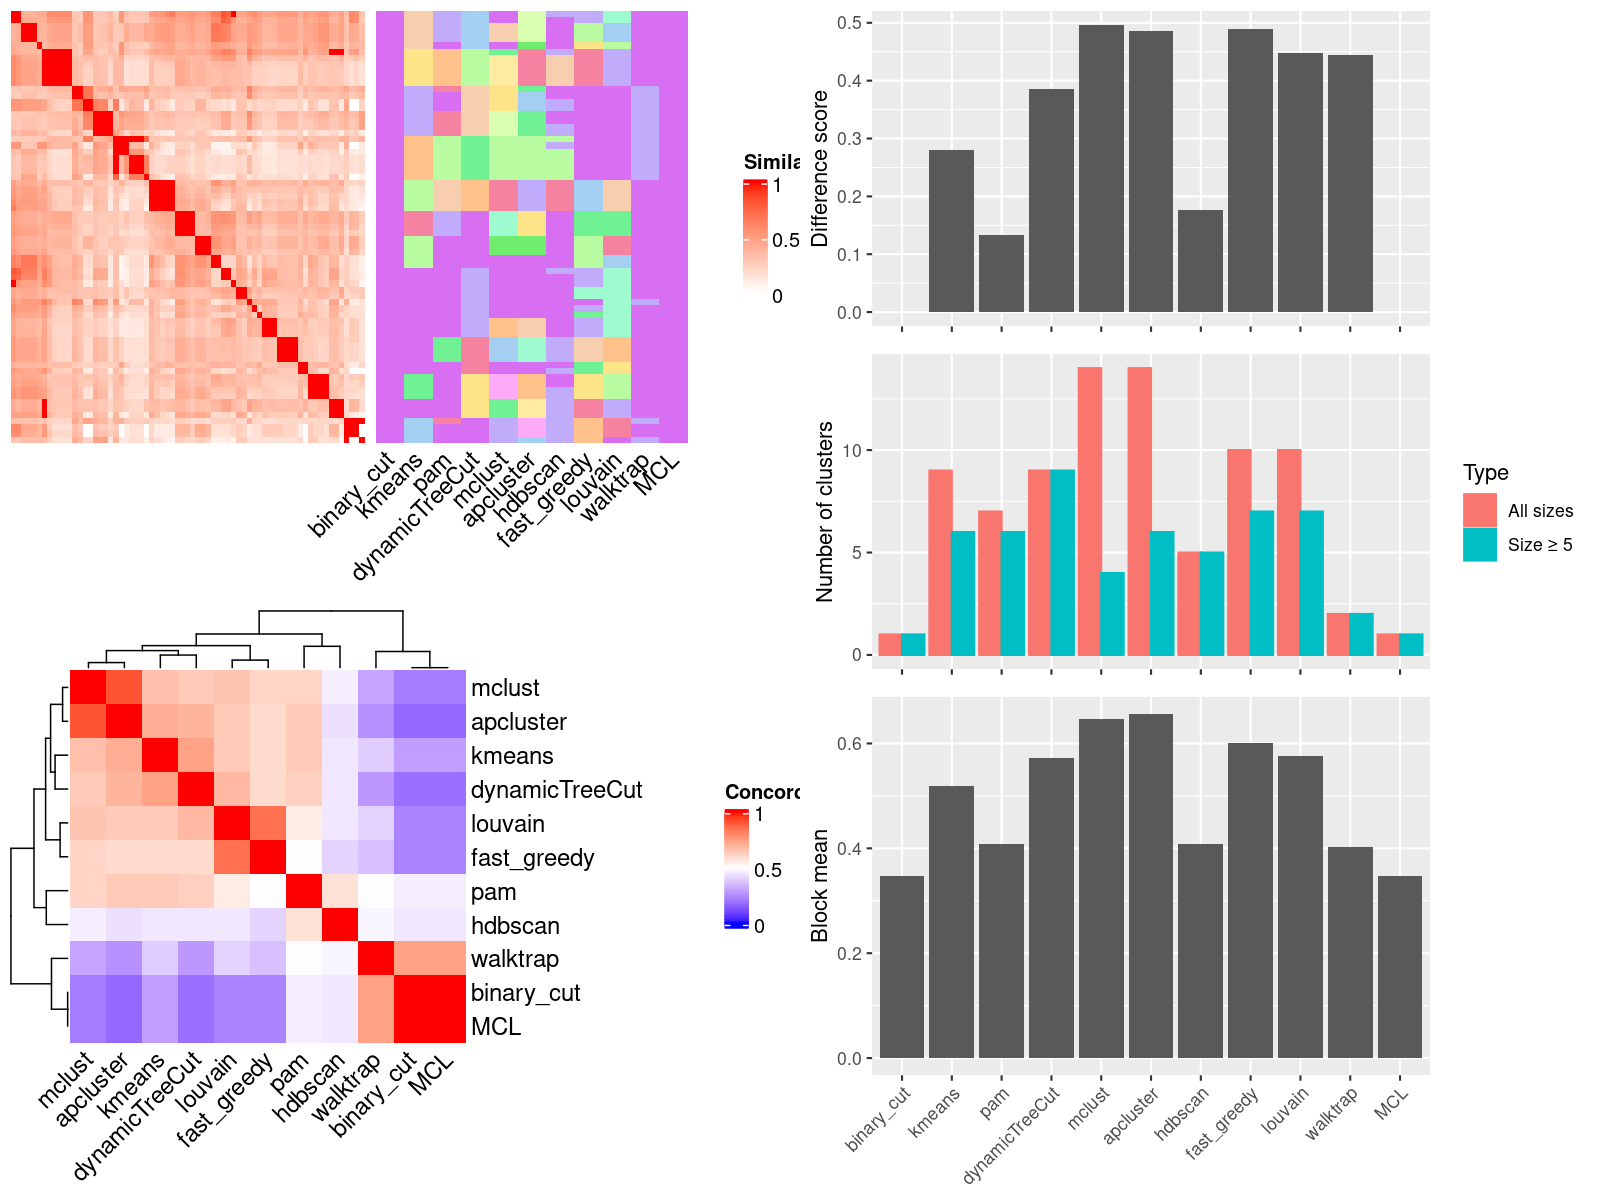 Simila
1
0.5
0
binary_cut
kmeans
pam
dynamicTreeCut
mclust
apcluster
hdbscan
fast_greedy
louvain
walktrap
MCL
mclust
apcluster
kmeans
dynamicTreeCut
louvain
fast_greedy
pam
hdbscan
walktrap
binary_cut
MCL
mclust
apcluster
kmeans
dynamicTreeCut
louvain
fast_greedy
pam
hdbscan
walktrap
binary_cut
MCL
Concord
1
0.5
0
Difference score
0.5
0.4
0.3
0.2
0.1
0.0
Number of clusters
10
5
0
Type
All sizes
Size ≥ 5
Block mean
0.6
0.4
0.2
0.0
binary_cut
kmeans
pam
dynamicTreeCut
mclust
apcluster
hdbscan
fast_greedy
louvain
walktrap
MCL